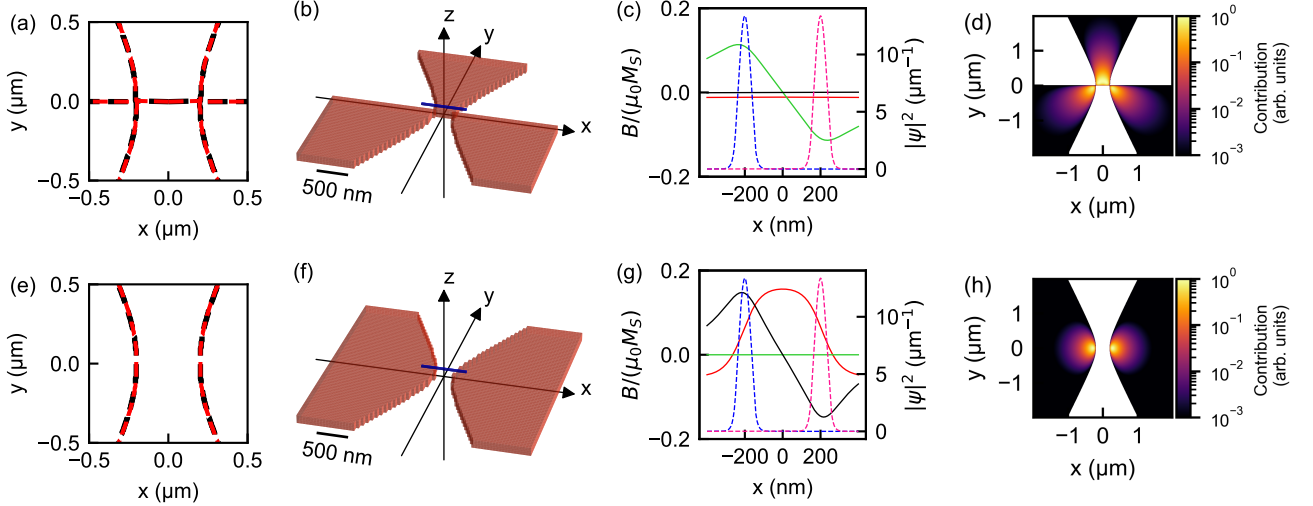 (a)
0.5
0.0
−0.5
y (μm)
−0.5
0.0
0.5
x (μm)
(b)
z
y
x
500 nm
(c)
0.2
0.0
−0.2
B/(μ₀M_S)
10
5
0
|ψ|² (μm⁻¹)
−200
0
200
x (nm)
(d)
1
0
−1
y (μm)
−1
0
1
x (μm)
10⁰
10⁻¹
10⁻²
10⁻³
Contribution
(arb. units)
(e)
0.5
0.0
−0.5
y (μm)
−0.5
0.0
0.5
x (μm)
(f)
z
y
x
500 nm
(g)
0.2
0.0
−0.2
B/(μ₀M_S)
10
5
0
|ψ|² (μm⁻¹)
−200
0
200
x (nm)
(h)
1
0
−1
y (μm)
−1
0
1
x (μm)
10⁰
10⁻¹
10⁻²
10⁻³
Contribution
(arb. units)